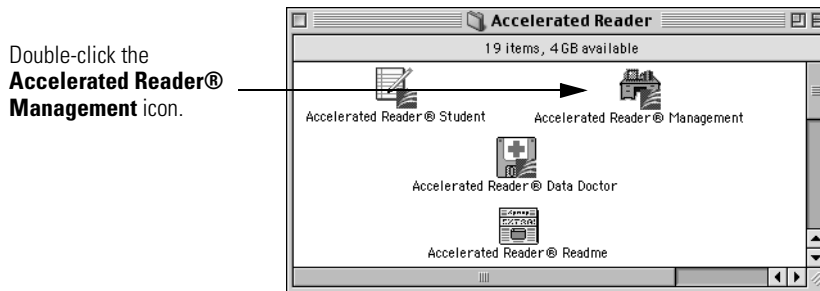 Accelerated Reader
19 items, 4 GB available
Double-click the
Accelerated Reader®
Management icon.
Accelerated Reader® Student
Accelerated Reader® Management
Accelerated Reader® Data Doctor
EXTRA!
Accelerated Reader® Readme